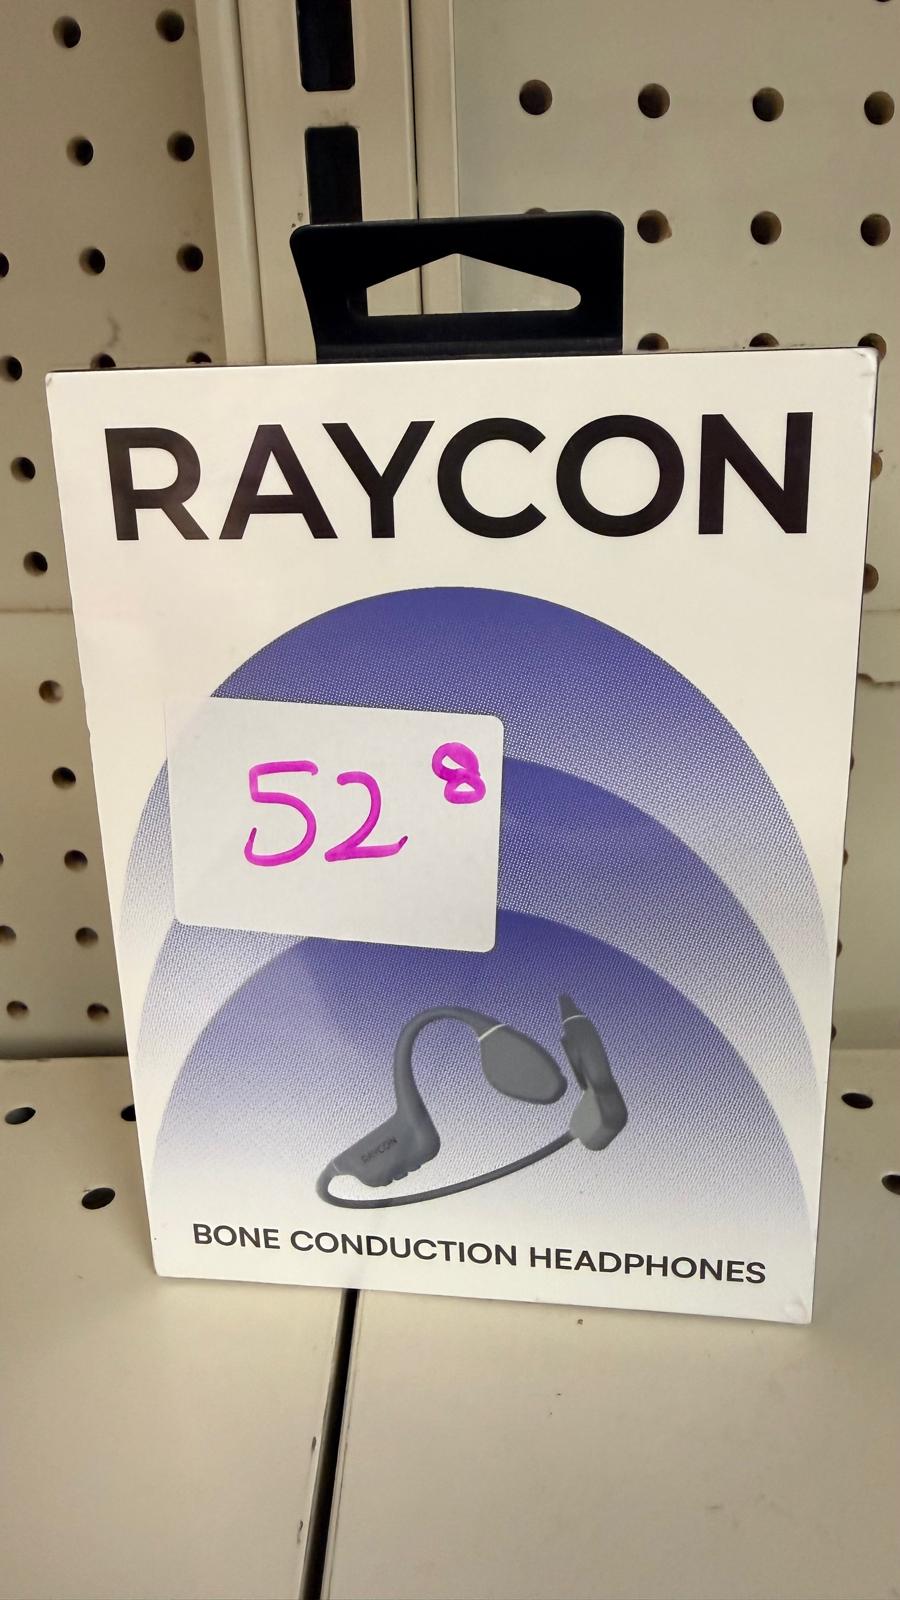 RAYCON
52 8
RAYCON
BONE CONDUCTION HEADPHONES